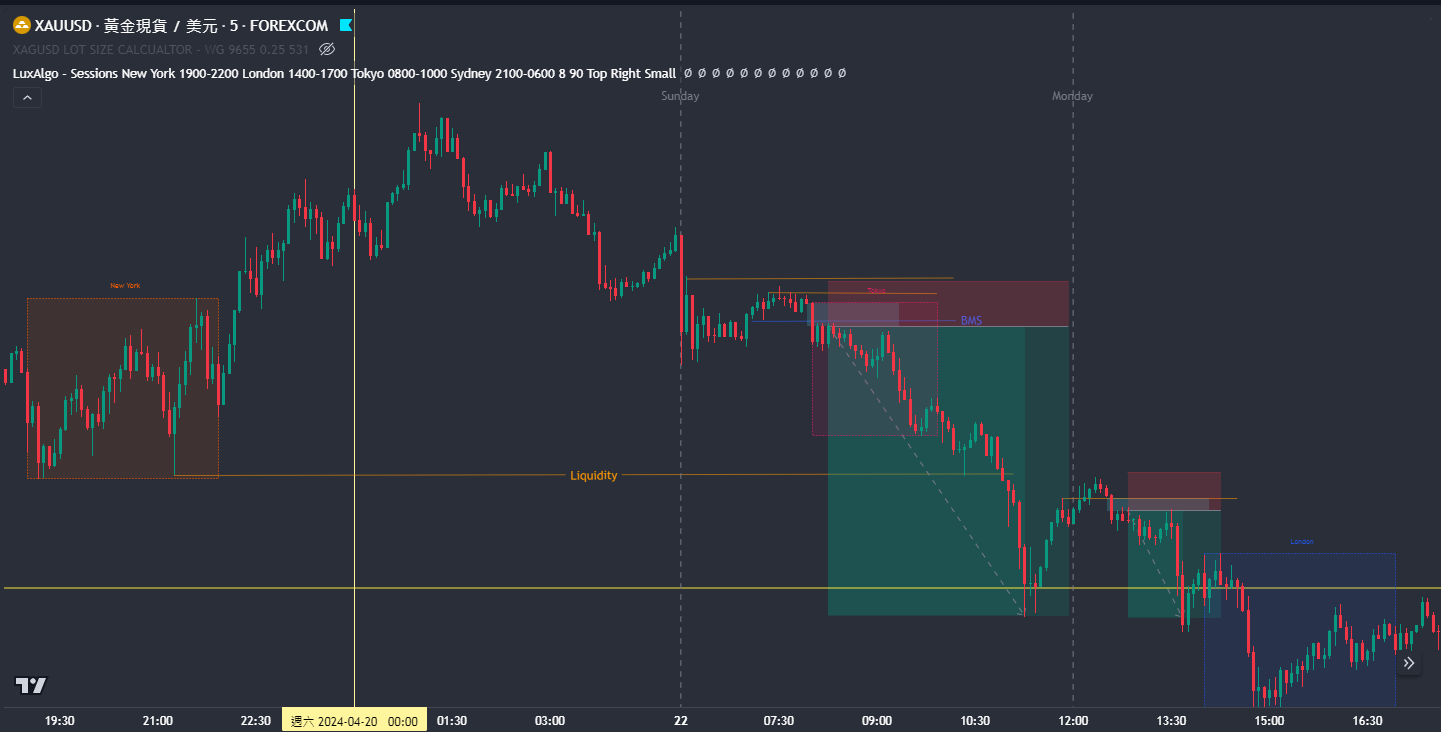 XAUUSD · 黃金現貨 / 美元 · 5 · FOREXCOM
XAGUSD LOT SIZE CALCUALTOR - WG 9655 0.25 531
LuxAlgo - Sessions New York 1900-2200 London 1400-1700 Tokyo 0800-1000 Sydney 2100-0600 8 90 Top Right Small Ø Ø Ø Ø Ø Ø Ø Ø Ø Ø Ø Ø
Sunday Monday
New York
Tokyo
BMS
Liquidity
London
19:30 21:00 22:30 週六 2024-04-20 00:00 01:30 03:00 22 07:30 09:00 10:30 12:00 13:30 15:00 16:30